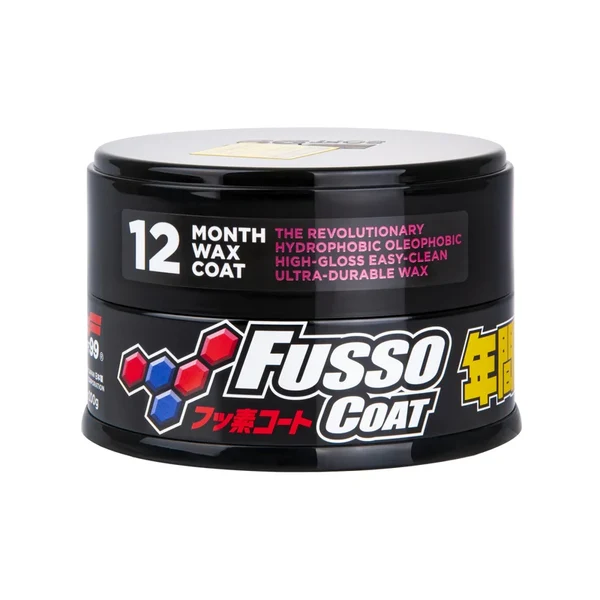 12 MONTH
WAX
COAT
THE REVOLUTIONARY
HYDROPHOBIC OLEOPHOBIC
HIGH-GLOSS EASY-CLEAN
ULTRA-DURABLE WAX
FUSSO
COAT
フッ素コート
年間
99®